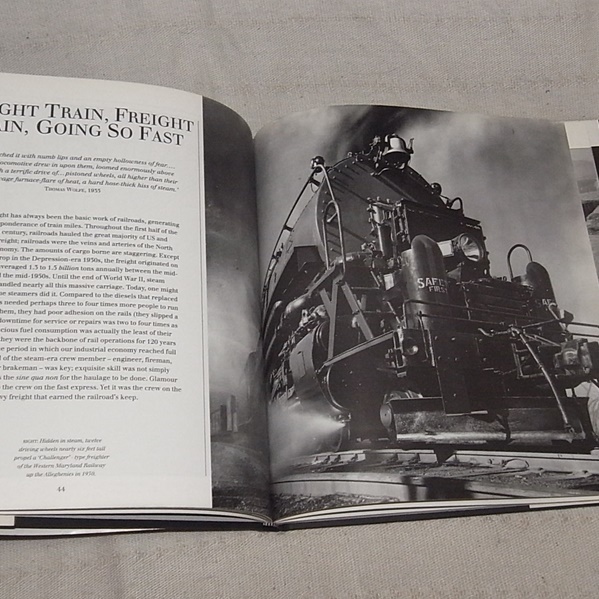 GHT TRAIN, FREIGHT
IN, GOING SO FAST
ched it with numb lips and an empty hollowness of fear....
locomotive drew in upon them, loomed enormously above
h a terrific drive of... pistoned wheels, all higher than their
age furnace-flare of heat, a hard hose-thick hiss of steam."
THOMAS WOLFE, 1935
ght has always been the basic work of railroads, generating
ponderance of train miles. Throughout the first half of the
century, railroads hauled the great majority of US and
freight; railroads were the veins and arteries of the North
nomy. The amounts of cargo borne are staggering. Except
rop in the Depression-era 1930s, the freight originated on
veraged 1.3 to 1.5 billion tons annually between the mid-
d the mid-1950s. Until the end of World War II, steam
andled nearly all this massive carriage. Today, one might
e steamers did it. Compared to the diesels that replaced
s needed perhaps three to four times more people to run
hem, they had poor adhesion on the rails (they slipped a
owntime for service or repairs was two to four times as
cious fuel consumption was actually the least of their
hey were the backbone of rail operations for 120 years
e period in which our industrial economy reached full
l of the steam-era crew member – engineer, fireman,
r brakeman – was key; exquisite skill was not simply
s the sine qua non for the haulage to be done. Glamour
o the crew on the fast express. Yet it was the crew on the
vy freight that earned the railroad's keep.
RIGHT: Hidden in steam, twelve
driving wheels nearly six feet tall
propel a "Challenger"-type freighter
of the Western Maryland Railway
up the Alleghenies in 1950.
44
SAFETY
FIRST